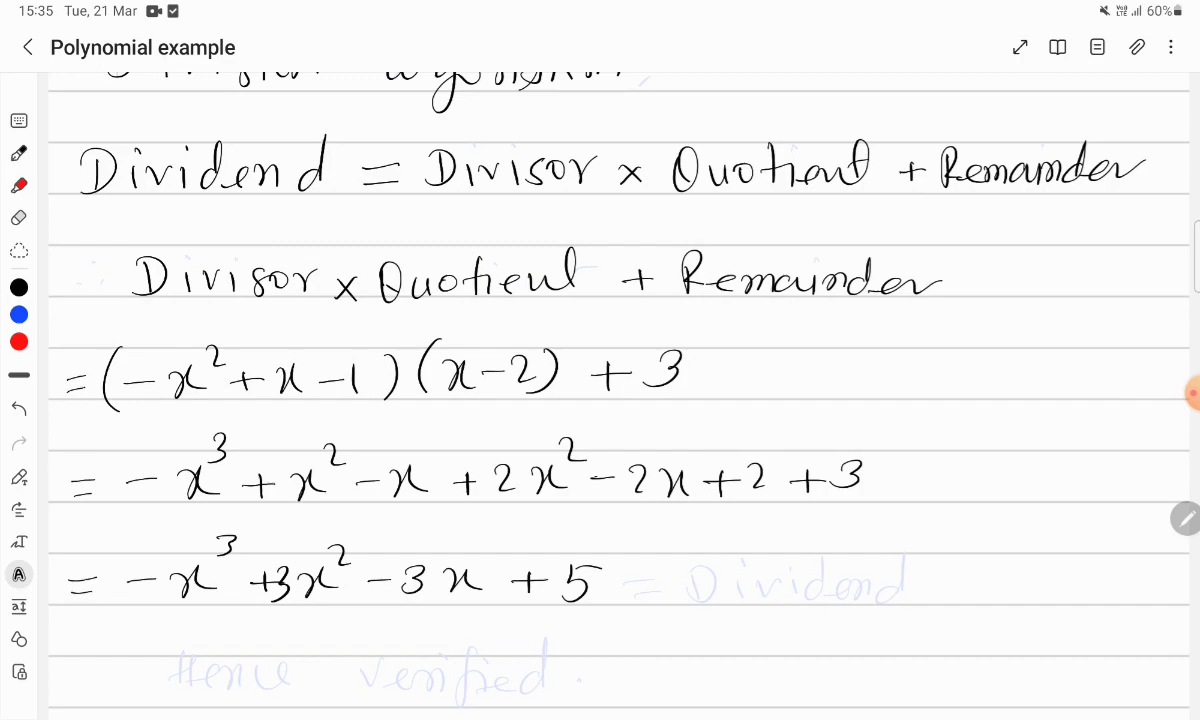 15:35 Tue, 21 Mar 60%
Polynomial example
Dividend = Divisor × Quotient + Remainder
Divisor × Quotient + Remainder
= (-x² + x - 1) (x - 2) + 3
= - x³ + x² - x + 2x² - 2x + 2 + 3
= - x³ + 3x² - 3x + 5 = Dividend
Hence verified.